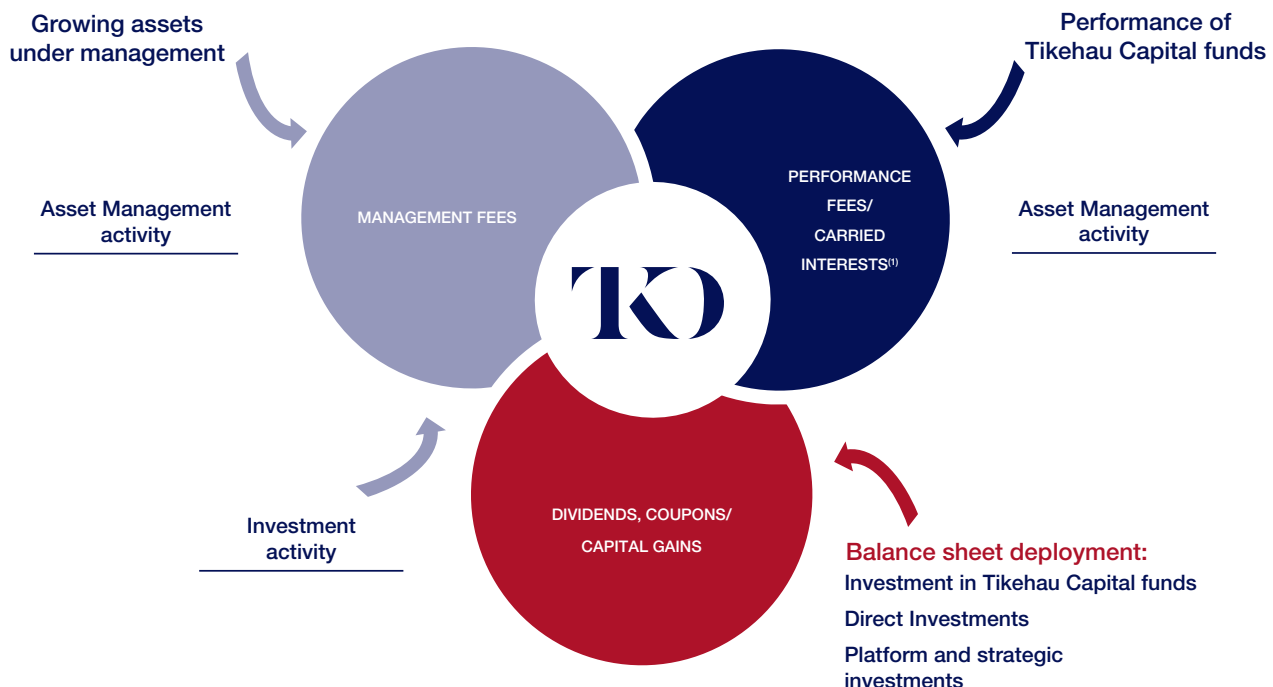 Growing assets
under management
Performance of
Tikehau Capital funds
MANAGEMENT FEES
PERFORMANCE
FEES/
CARRIED
INTERESTS(1)
Asset Management
activity
Asset Management
activity
TKO
Investment
activity
DIVIDENDS, COUPONS/
CAPITAL GAINS
Balance sheet deployment:
Investment in Tikehau Capital funds
Direct Investments
Platform and strategic
investments